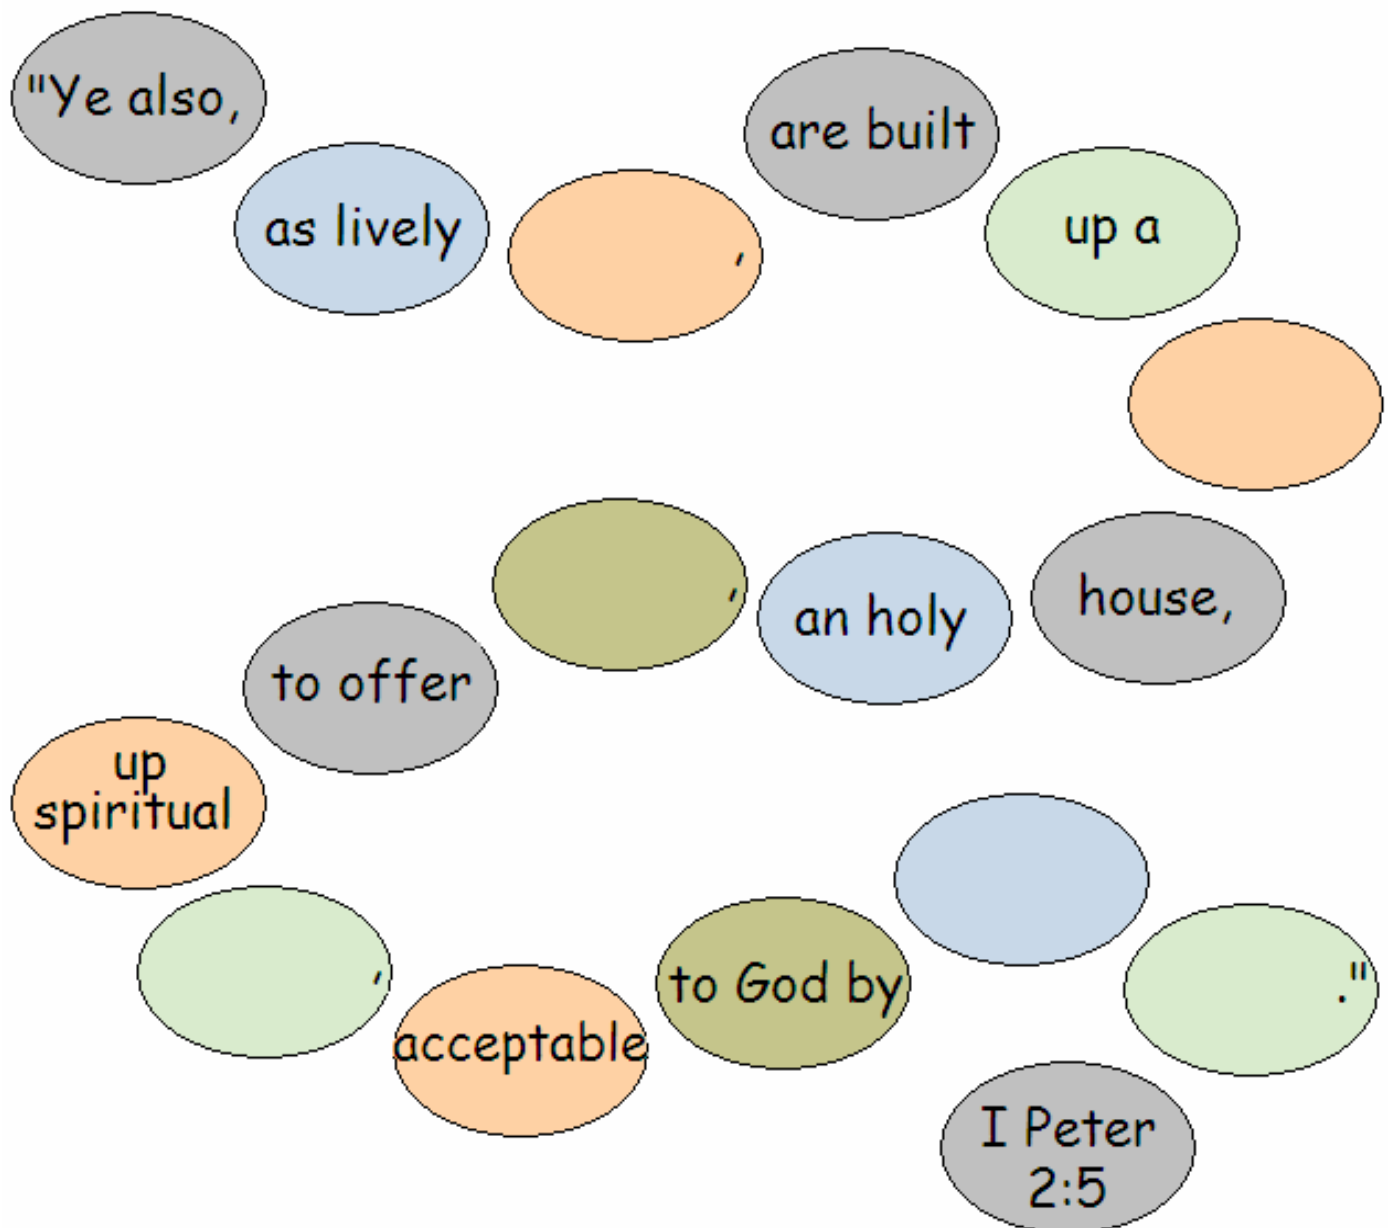 "Ye also,
as lively
,
are built
up a
house,
an holy
,
to offer
up
spiritual
,
acceptable
to God by
."
I Peter
2:5